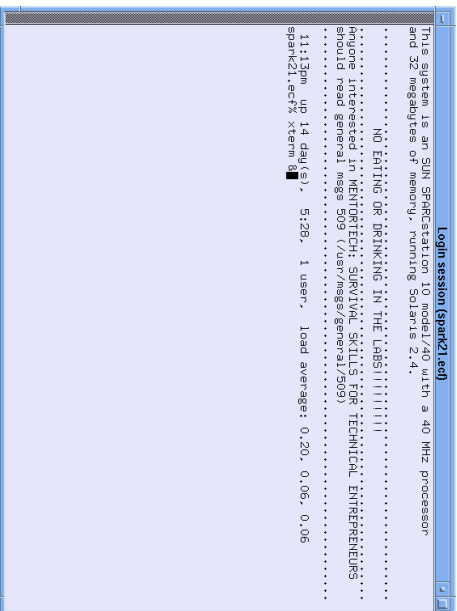 Login session (spark21.ecf)
This system is an SUN SPARCstation 10 model/40 with a 40 MHz processor
and 32 megabytes of memory, running Solaris 2.4.
..........................................................................
NO EATING OR DRINKING IN THE LABS!!!!!!!!!
..........................................................................
Anyone interested in MENTORTECH: SURVIVAL SKILLS FOR TECHNICAL ENTREPRENEURS
should read general msgs 509 (/usr/msgs/general/509)
..........................................................................
11:13pm up 14 day(s), 5:28, 1 user, load average: 0.20, 0.06, 0.06
spark21.ecf% xterm &